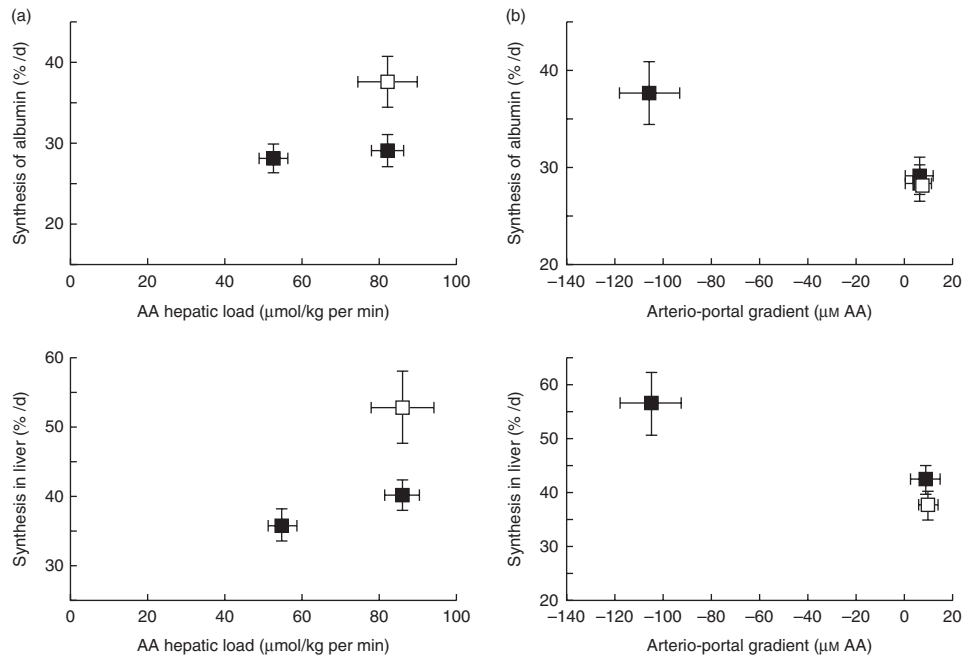 (a)
Synthesis of albumin (% /d)
40
30
20
0 20 40 60 80 100
AA hepatic load (μmol/kg per min)
(b)
Synthesis of albumin (% /d)
40
30
20
–140 –120 –100 –80 –60 –40 –20 0 20
Arterio-portal gradient (μM AA)
Synthesis in liver (% /d)
60
50
40
30
0 20 40 60 80 100
AA hepatic load (μmol/kg per min)
Synthesis in liver (% /d)
60
50
40
30
20
–140 –120 –100 –80 –60 –40 –20 0 20
Arterio-portal gradient (μM AA)